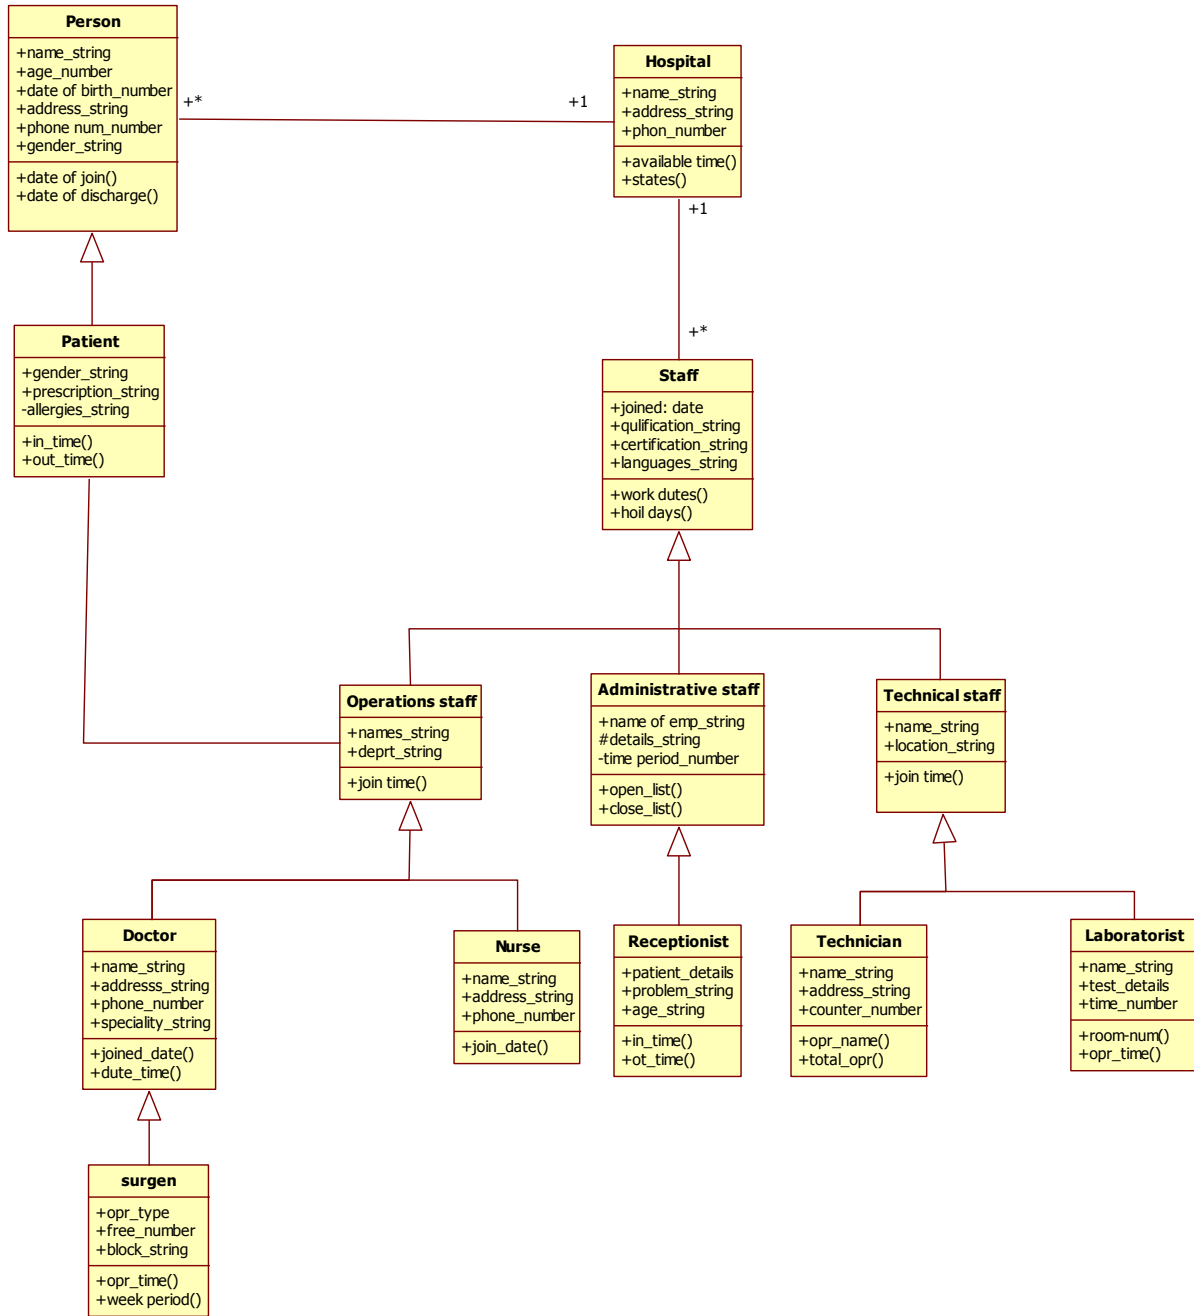 Person
+name_string
+age_number
+date of birth_number
+address_string
+phone num_number
+gender_string
+date of join()
+date of discharge()
+*
+1
Hospital
+name_string
+address_string
+phon_number
+available time()
+states()
+1
+*
Patient
+gender_string
+prescription_string
-allergies_string
+in_time()
+out_time()
Staff
+joined: date
+qulification_string
+certification_string
+languages_string
+work dutes()
+hoil days()
Operations staff
+names_string
+deprt_string
+join time()
Administrative staff
+name of emp_string
#details_string
-time period_number
+open_list()
+close_list()
Technical staff
+name_string
+location_string
+join time()
Doctor
+name_string
+addresss_string
+phone_number
+speciality_string
+joined_date()
+dute_time()
Nurse
+name_string
+address_string
+phone_number
+join_date()
Receptionist
+patient_details
+problem_string
+age_string
+in_time()
+ot_time()
Technician
+name_string
+address_string
+counter_number
+opr_name()
+total_opr()
Laboratorist
+name_string
+test_details
+time_number
+room-num()
+opr_time()
surgen
+opr_type
+free_number
+block_string
+opr_time()
+week period()